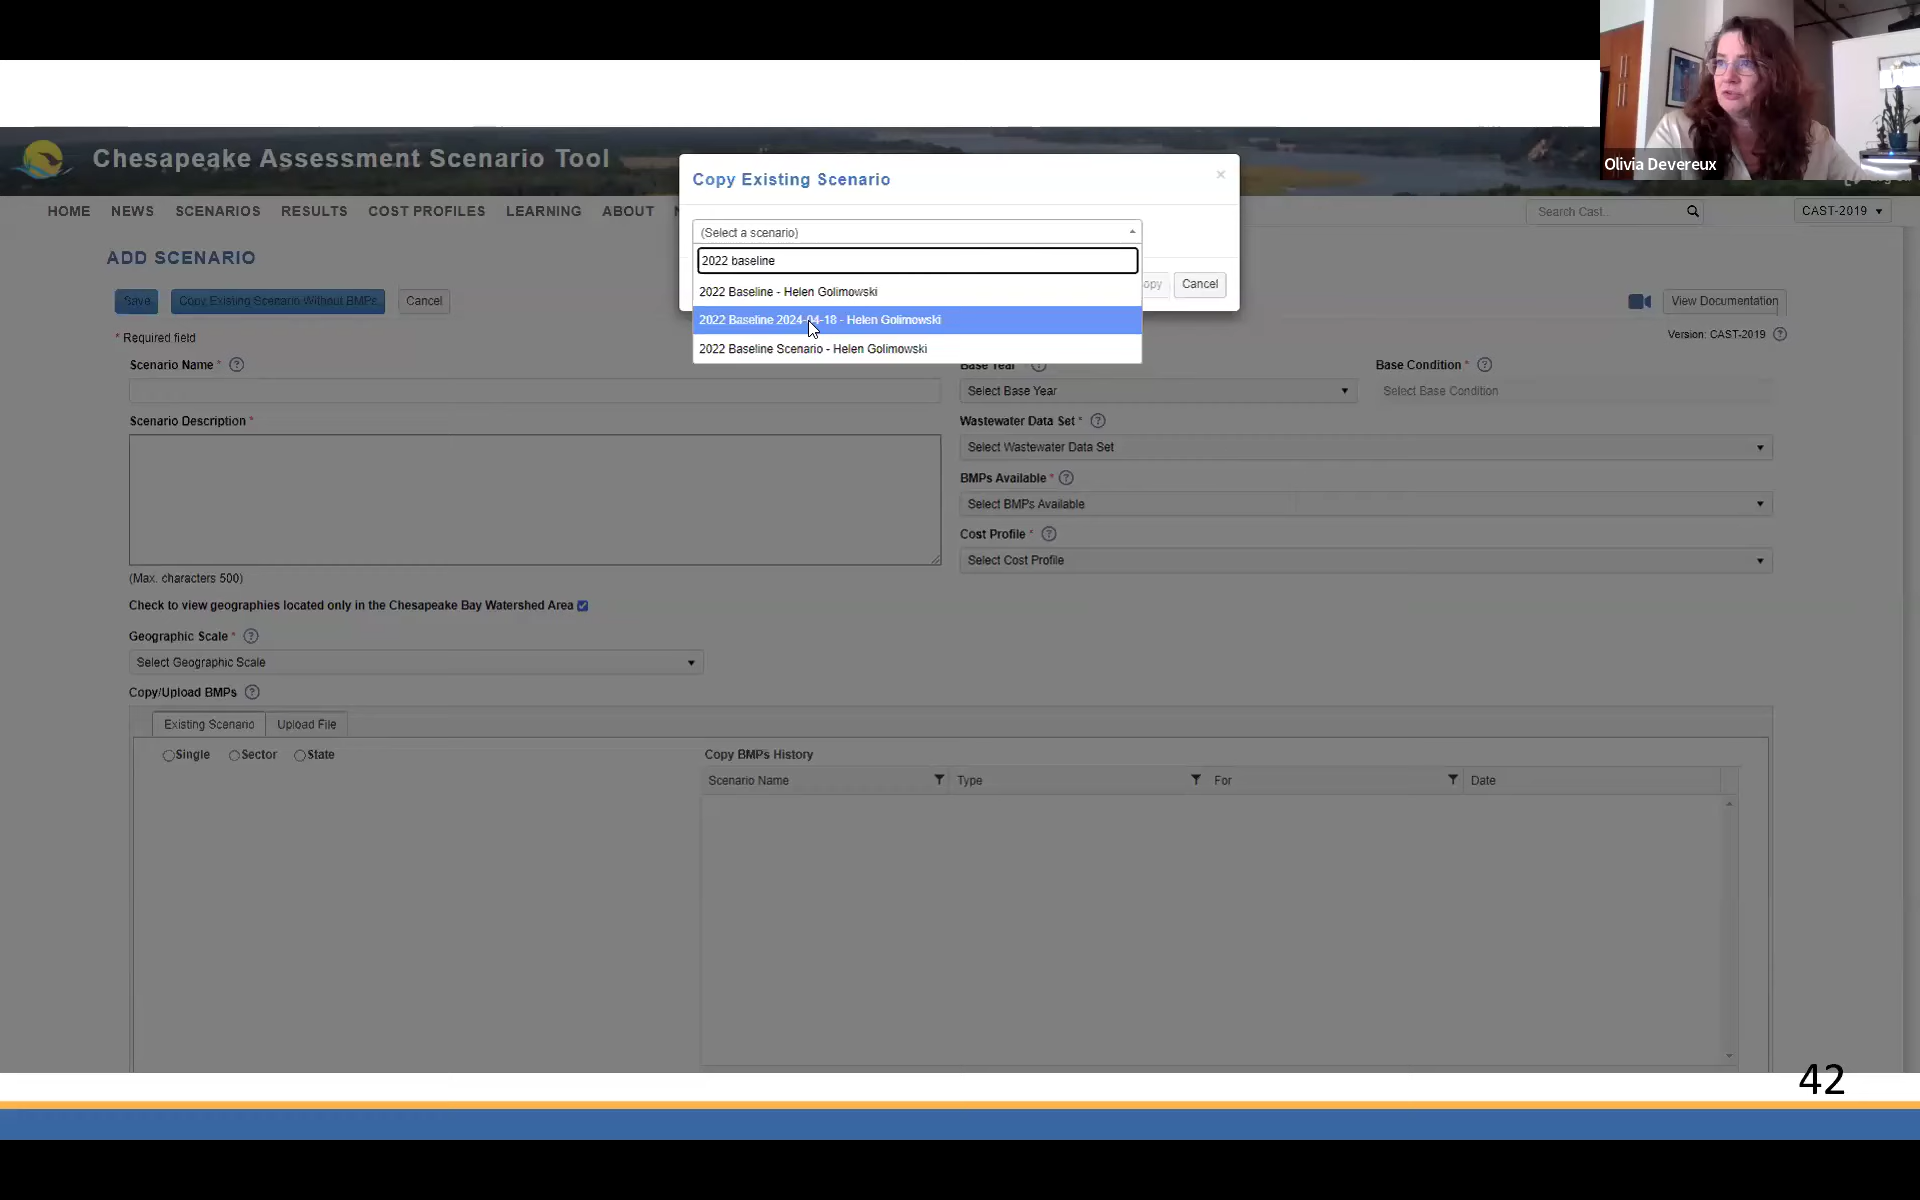 Olivia Devereux
Chesapeake Assessment Scenario Tool
HOME NEWS SCENARIOS RESULTS COST PROFILES LEARNING ABOUT
Search Cast...
CAST-2019
Copy Existing Scenario
×
(Select a scenario)
2022 baseline
2022 Baseline - Helen Golimowski
2022 Baseline 2024-04-18 - Helen Golimowski
2022 Baseline Scenario - Helen Golimowski
Cancel
ADD SCENARIO
Save Copy Existing Scenario Without BMPs Cancel
View Documentation
* Required field
Version: CAST-2019 ?
Scenario Name * ?
Base Year ?
Select Base Year
Base Condition * ?
Select Base Condition
Scenario Description *
Wastewater Data Set * ?
Select Wastewater Data Set
BMPs Available * ?
Select BMPs Available
Cost Profile * ?
Select Cost Profile
(Max. characters 500)
Check to view geographies located only in the Chesapeake Bay Watershed Area
Geographic Scale * ?
Select Geographic Scale
Copy/Upload BMPs ?
Existing Scenario Upload File
Single Sector State
Copy BMPs History
Scenario Name Type For Date
42